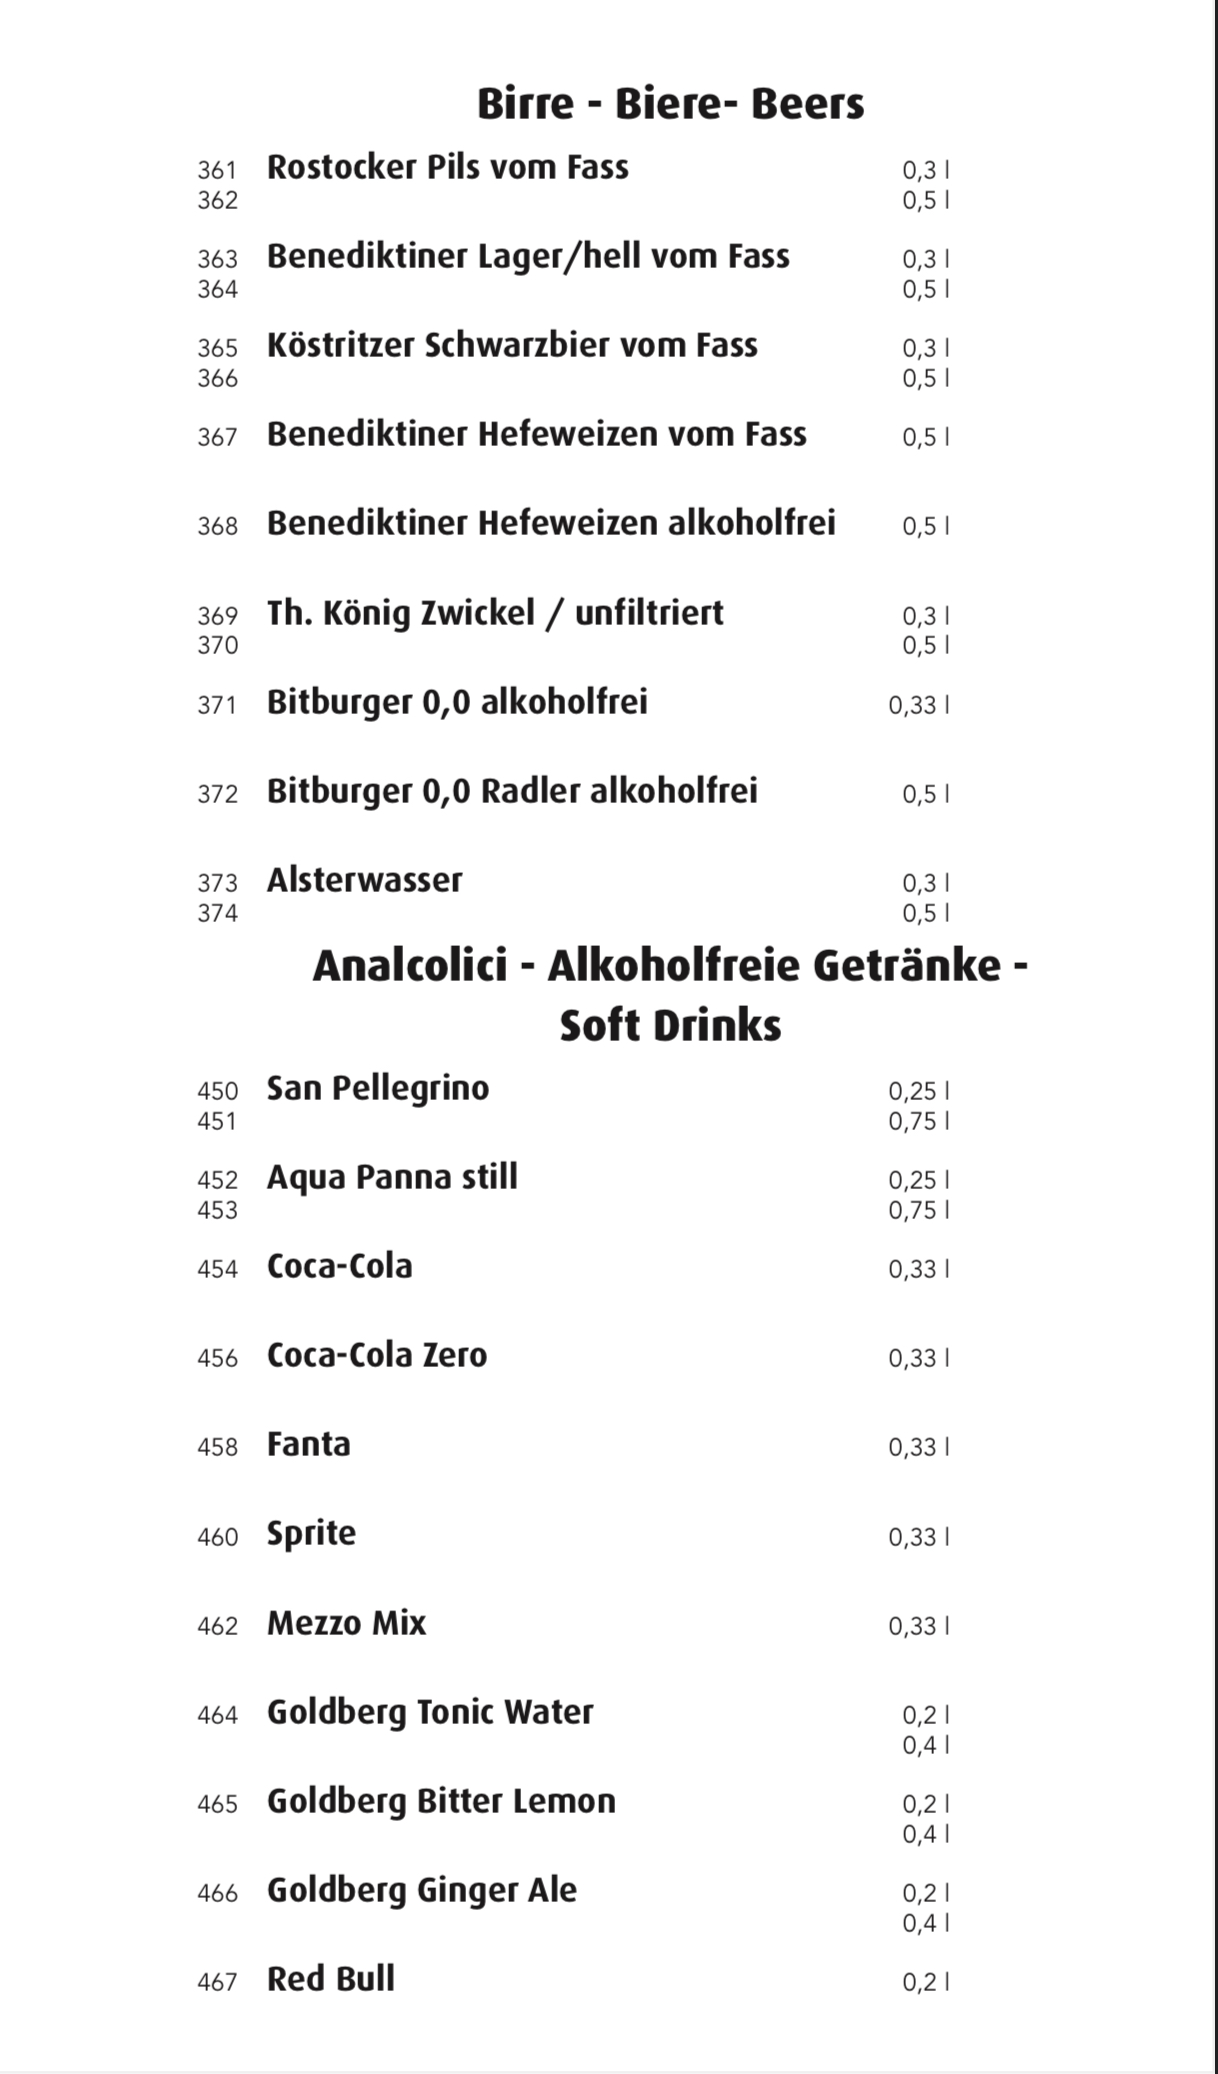 Birre - Biere- Beers
361 Rostocker Pils vom Fass 0,3 l
362 0,5 l
363 Benediktiner Lager/hell vom Fass 0,3 l
364 0,5 l
365 Köstritzer Schwarzbier vom Fass 0,3 l
366 0,5 l
367 Benediktiner Hefeweizen vom Fass 0,5 l
368 Benediktiner Hefeweizen alkoholfrei 0,5 l
369 Th. König Zwickel / unfiltriert 0,3 l
370 0,5 l
371 Bitburger 0,0 alkoholfrei 0,33 l
372 Bitburger 0,0 Radler alkoholfrei 0,5 l
373 Alsterwasser 0,3 l
374 0,5 l
Analcolici - Alkoholfreie Getränke -
Soft Drinks
450 San Pellegrino 0,25 l
451 0,75 l
452 Aqua Panna still 0,25 l
453 0,75 l
454 Coca-Cola 0,33 l
456 Coca-Cola Zero 0,33 l
458 Fanta 0,33 l
460 Sprite 0,33 l
462 Mezzo Mix 0,33 l
464 Goldberg Tonic Water 0,2 l
0,4 l
465 Goldberg Bitter Lemon 0,2 l
0,4 l
466 Goldberg Ginger Ale 0,2 l
0,4 l
467 Red Bull 0,2 l